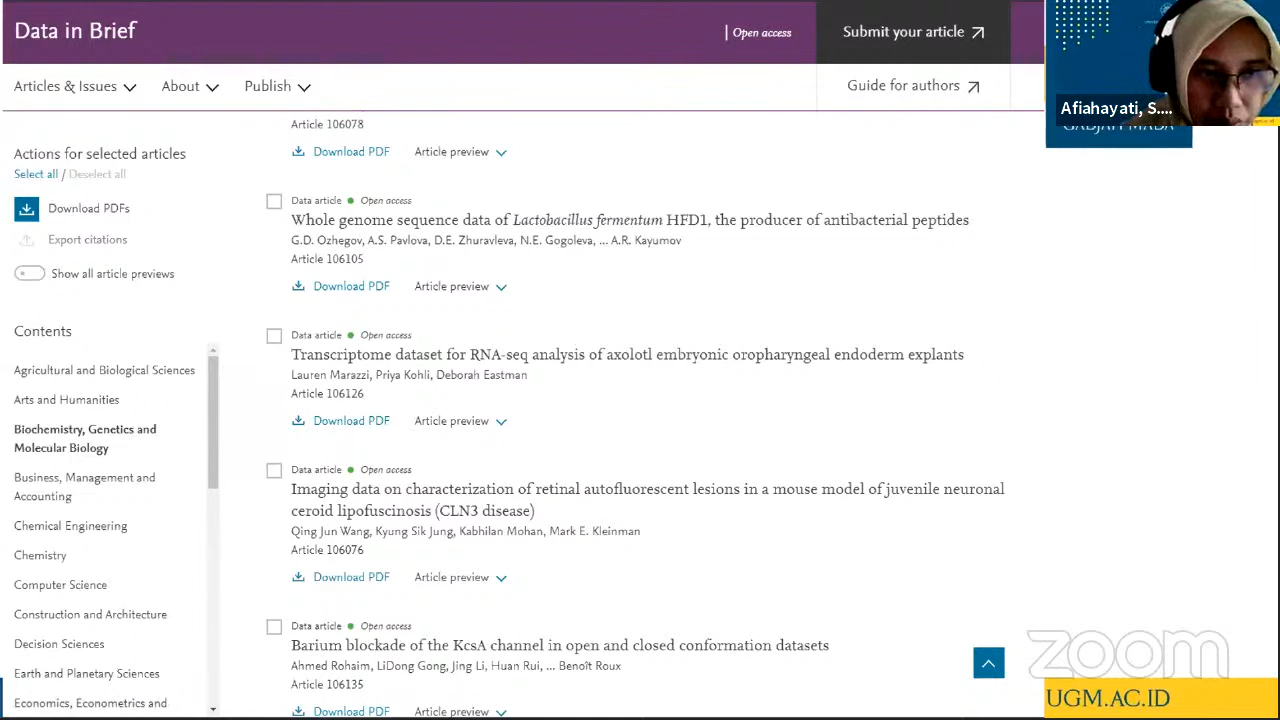 Data in Brief
Open access
Submit your article
Articles & Issues
About
Publish
Guide for authors
Afiahayati, S....
GADJAH MADA
Actions for selected articles
Select all / Deselect all
Download PDFs
Export citations
Show all article previews
Contents
Agricultural and Biological Sciences
Arts and Humanities
Biochemistry, Genetics and
Molecular Biology
Business, Management and
Accounting
Chemical Engineering
Chemistry
Computer Science
Construction and Architecture
Decision Sciences
Earth and Planetary Sciences
Economics, Econometrics and
Article 106078
Download PDF
Article preview
Data article
Open access
Whole genome sequence data of Lactobacillus fermentum HFD1, the producer of antibacterial peptides
G.D. Ozhegov, A.S. Pavlova, D.E. Zhuravleva, N.E. Gogoleva, ... A.R. Kayumov
Article 106105
Download PDF
Article preview
Data article
Open access
Transcriptome dataset for RNA-seq analysis of axolotl embryonic oropharyngeal endoderm explants
Lauren Marazzi, Priya Kohli, Deborah Eastman
Article 106126
Download PDF
Article preview
Data article
Open access
Imaging data on characterization of retinal autofluorescent lesions in a mouse model of juvenile neuronal
ceroid lipofuscinosis (CLN3 disease)
Qing Jun Wang, Kyung Sik Jung, Kabhilan Mohan, Mark E. Kleinman
Article 106076
Download PDF
Article preview
Data article
Open access
Barium blockade of the KcsA channel in open and closed conformation datasets
Ahmed Rohaim, LiDong Gong, Jing Li, Huan Rui, ... Benoît Roux
Article 106135
Download PDF
Article preview
zoom
UGM.AC.ID